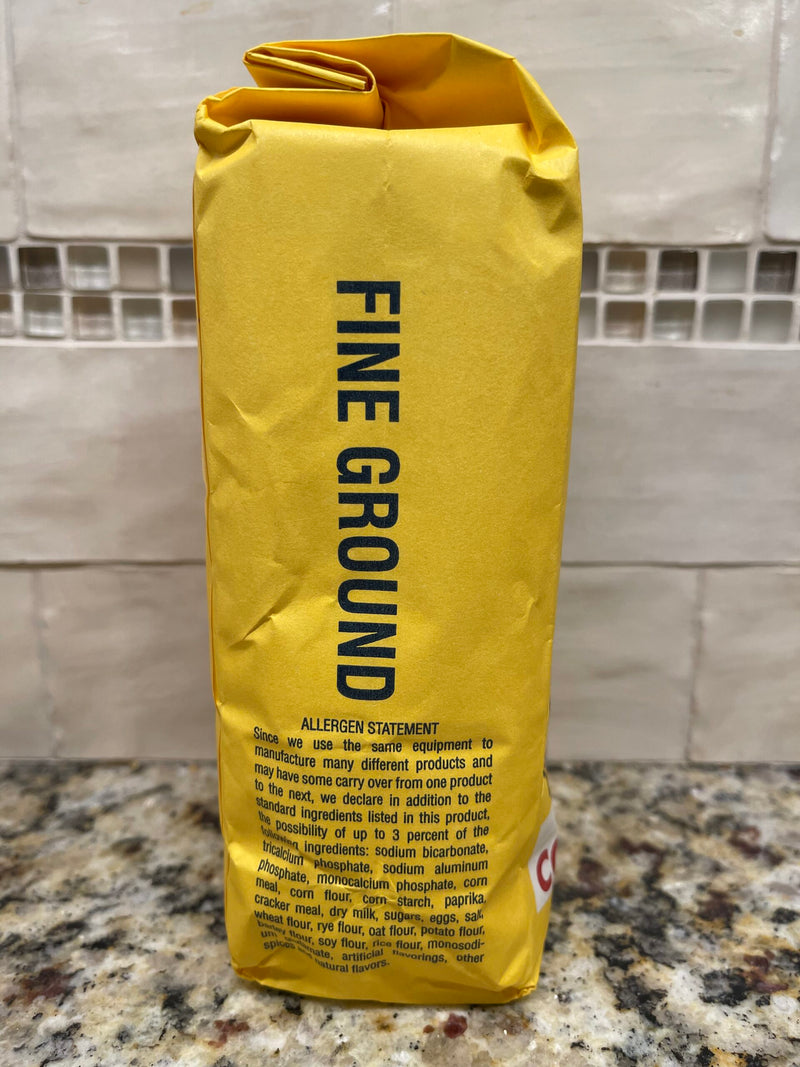 FINE GROUND
ALLERGEN STATEMENT
Since we use the same equipment to
manufacture many different products and
may have some carry over from one product
to the next, we declare in addition to the
standard ingredients listed in this product,
the possibility of up to 3 percent of the
following ingredients: sodium bicarbonate,
tricalcium phosphate, sodium aluminum
phosphate, monocalcium phosphate, corn
meal, corn flour, corn starch, paprika,
cracker meal, dry milk, sugars, eggs, salt,
wheat flour, rye flour, oat flour, potato flour,
barley flour, soy flour, rice flour, monosodi-
um glutamate, artificial flavorings, other
spices and natural flavors.